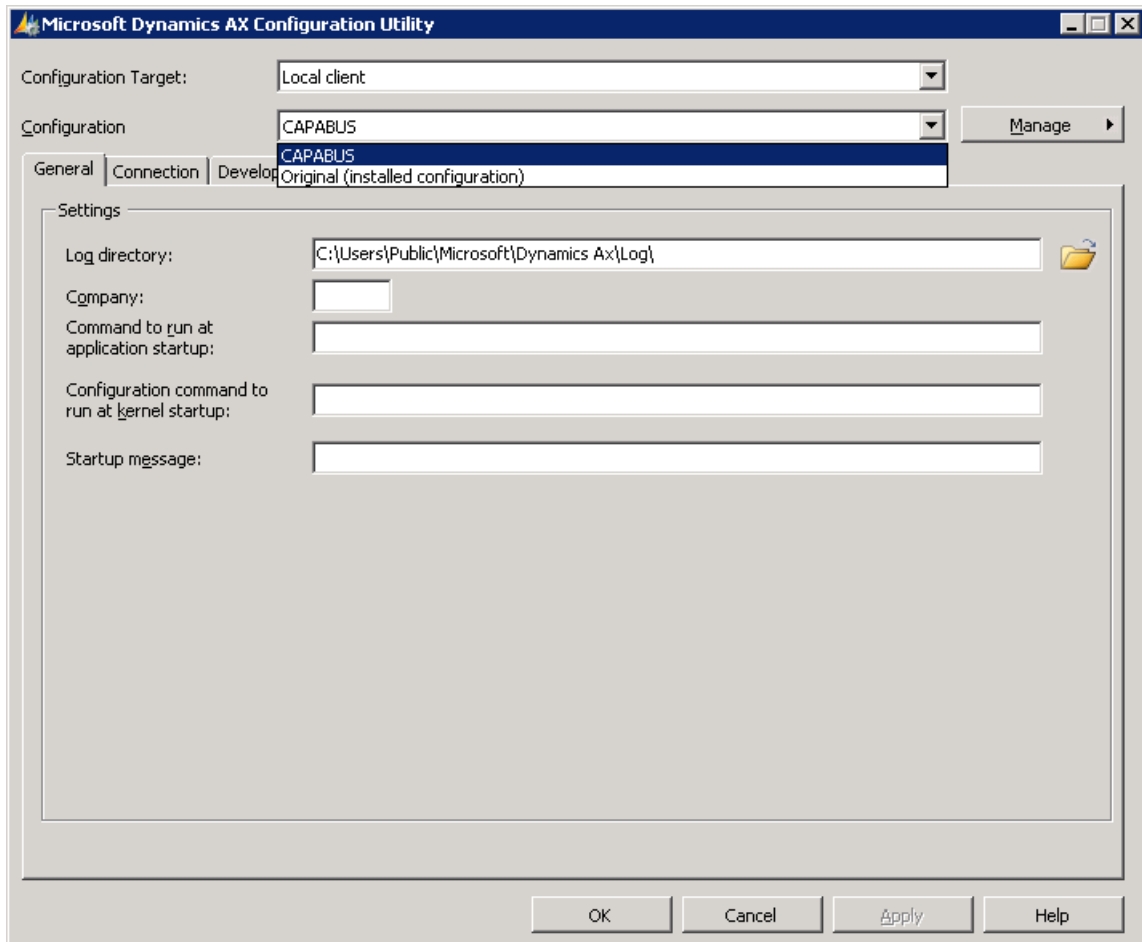 Microsoft Dynamics AX Configuration Utility
Configuration Target:
Local client
Configuration
CAPABUS
Manage
CAPABUS
Original (installed configuration)
General
Connection
Develop
Settings
Log directory:
C:\Users\Public\Microsoft\Dynamics Ax\Log\
Company:
Command to run at
application startup:
Configuration command to
run at kernel startup:
Startup message:
OK
Cancel
Apply
Help